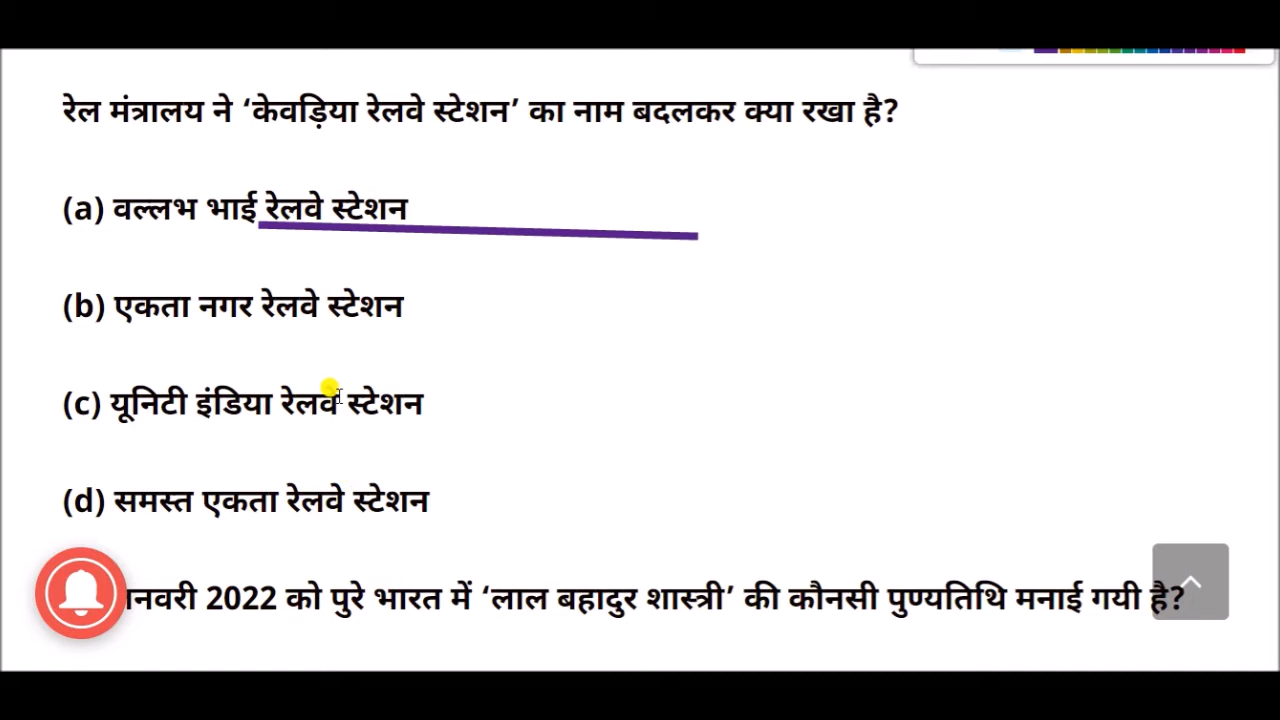 रेल मंत्रालय ने ‘केवड़िया रेलवे स्टेशन’ का नाम बदलकर क्या रखा है?
(a) वल्लभ भाई रेलवे स्टेशन
(b) एकता नगर रेलवे स्टेशन
(c) यूनिटी इंडिया रेलवे स्टेशन
(d) समस्त एकता रेलवे स्टेशन
2022 को पुरे भारत में ‘लाल बहादुर शास्त्री’ की कौनसी पुण्यतिथि मनाई गयी है?